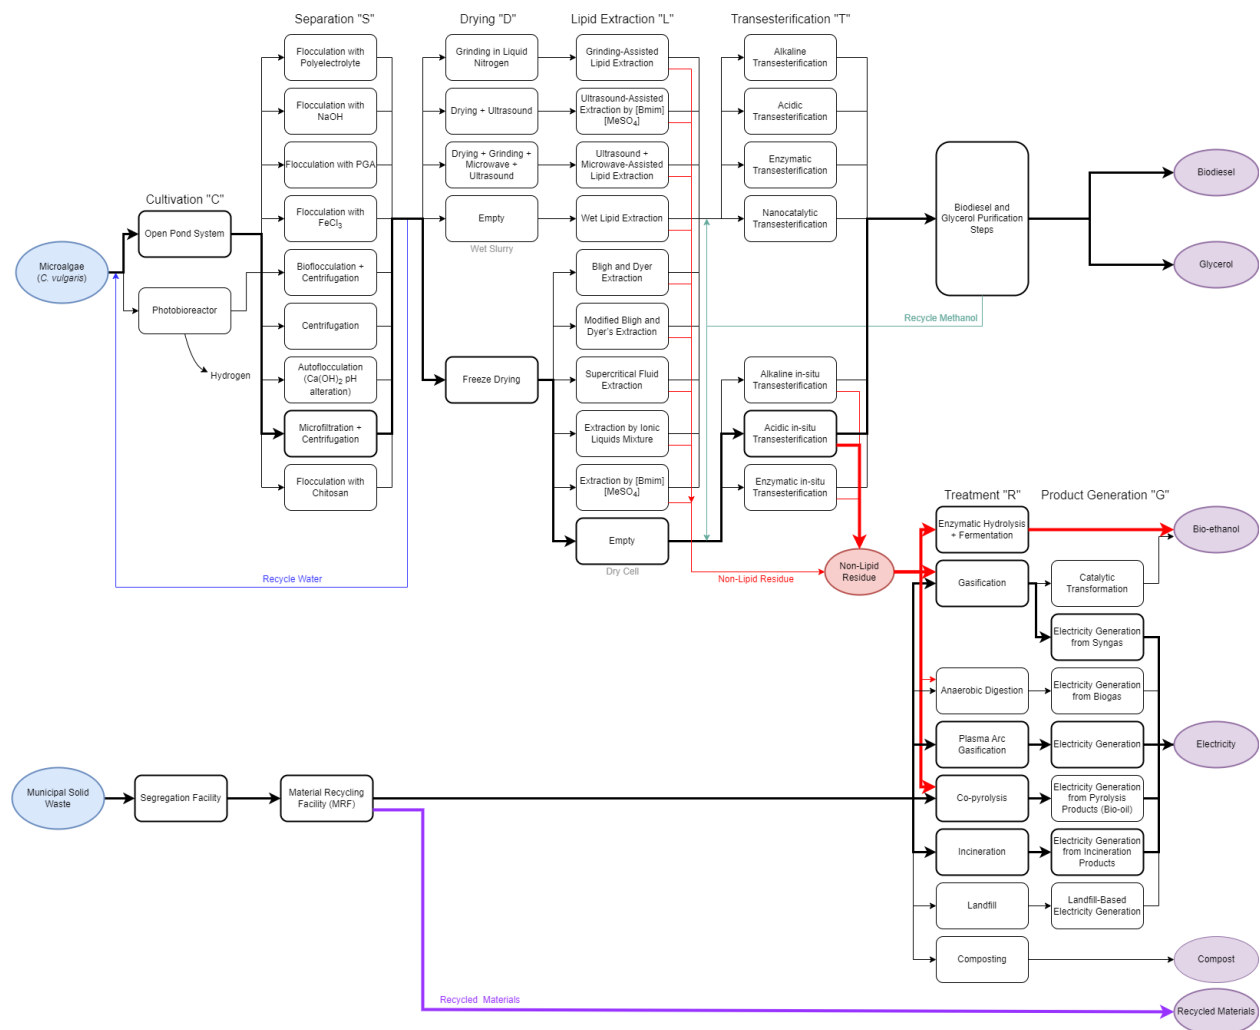 Separation "S"
Drying "D"
Lipid Extraction "L"
Transesterification "T"
Flocculation with
Polyelectrolyte
Grinding in Liquid
Nitrogen
Grinding-Assisted
Lipid Extraction
Alkaline
Transesterification
Flocculation with
NaOH
Drying + Ultrasound
Ultrasound-Assisted
Extraction by [Bmim]
[MeSO4]
Acidic
Transesterification
Flocculation with PGA
Drying + Grinding +
Microwave +
Ultrasound
Ultrasound +
Microwave-Assisted
Lipid Extraction
Enzymatic
Transesterification
Biodiesel and
Glycerol Purification
Steps
Biodiesel
Cultivation "C"
Open Pond System
Flocculation with
FeCl3
Empty
Wet Slurry
Wet Lipid Extraction
Nanocatalytic
Transesterification
Microalgae
(C. vulgaris)
Bioflocculation +
Centrifugation
Bligh and Dyer
Extraction
Glycerol
Photobioreactor
Hydrogen
Centrifugation
Modified Bligh and
Dyer's Extraction
Recycle Methanol
Autoflocculation
(Ca(OH)2 pH
alteration)
Freeze Drying
Supercritical Fluid
Extraction
Alkaline in-situ
Transesterification
Microfiltration +
Centrifugation
Extraction by Ionic
Liquids Mixture
Acidic in-situ
Transesterification
Flocculation with
Chitosan
Extraction by [Bmim]
[MeSO4]
Enzymatic in-situ
Transesterification
Treatment "R"
Product Generation "G"
Empty
Dry Cell
Enzymatic Hydrolysis
+ Fermentation
Bio-ethanol
Recycle Water
Non-Lipid Residue
Non-Lipid
Residue
Gasification
Catalytic
Transformation
Electricity Generation
from Syngas
Anaerobic Digestion
Electricity Generation
from Biogas
Plasma Arc
Gasification
Electricity Generation
Electricity
Municipal Solid
Waste
Segregation Facility
Material Recycling
Facility (MRF)
Co-pyrolysis
Electricity Generation
from Pyrolysis
Products (Bio-oil)
Incineration
Electricity Generation
from Incineration
Products
Landfill
Landfill-Based
Electricity Generation
Composting
Compost
Recycled Materials
Recycled Materials